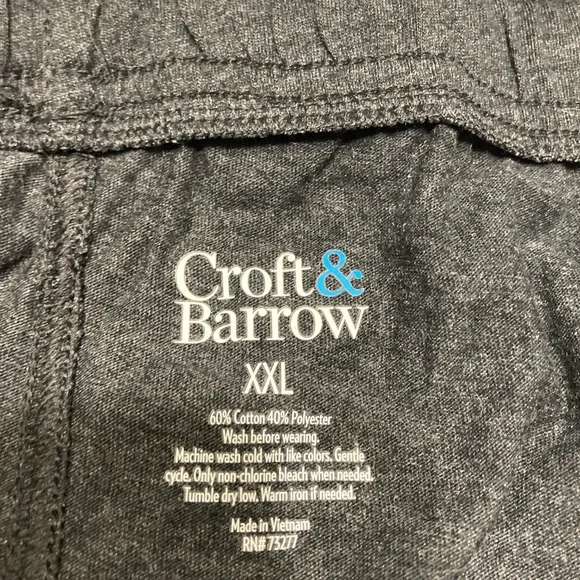 Croft&
Barrow
XXL
60% Cotton 40% Polyester
Wash before wearing.
Machine wash cold with like colors. Gentle
cycle. Only non-chlorine bleach when needed.
Tumble dry low. Warm iron if needed.
Made in Vietnam
RN# 73277